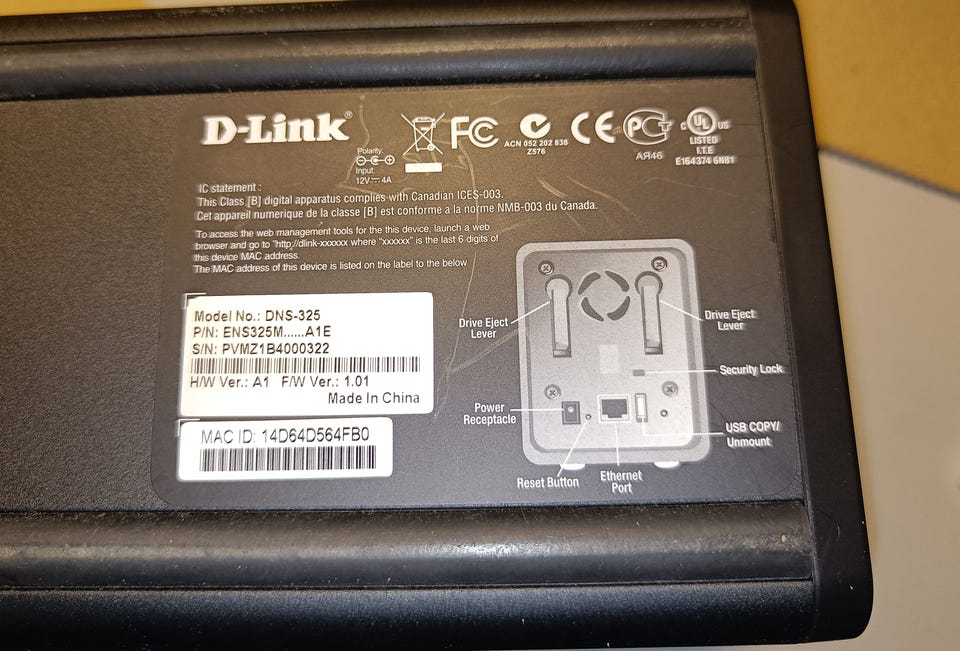 D-Link®
Polarity:
Input:
12V 4A
FC
ACN 052 202 838
Z576
CE
PCT
АЯ46
c UL US
LISTED
I.T.E
E164374 6N81
IC statement :
This Class [B] digital apparatus complies with Canadian ICES-003.
Cet appareil numerique de la classe [B] est conforme a la norme NMB-003 du Canada.
To access the web management tools for the this device, launch a web
browser and go to "http://dlink-xxxxxx where "xxxxxx" is the last 6 digits of
this device MAC address.
The MAC address of this device is listed on the label to the below
Model No.: DNS-325
P/N: ENS325M......A1E
S/N: PVMZ1B4000322
H/W Ver.: A1 F/W Ver.: 1.01
Made In China
MAC ID: 14D64D564FB0
Drive Eject
Lever
Drive Eject
Lever
Security Lock
Power
Receptacle
USB COPY/
Unmount
Reset Button
Ethernet
Port